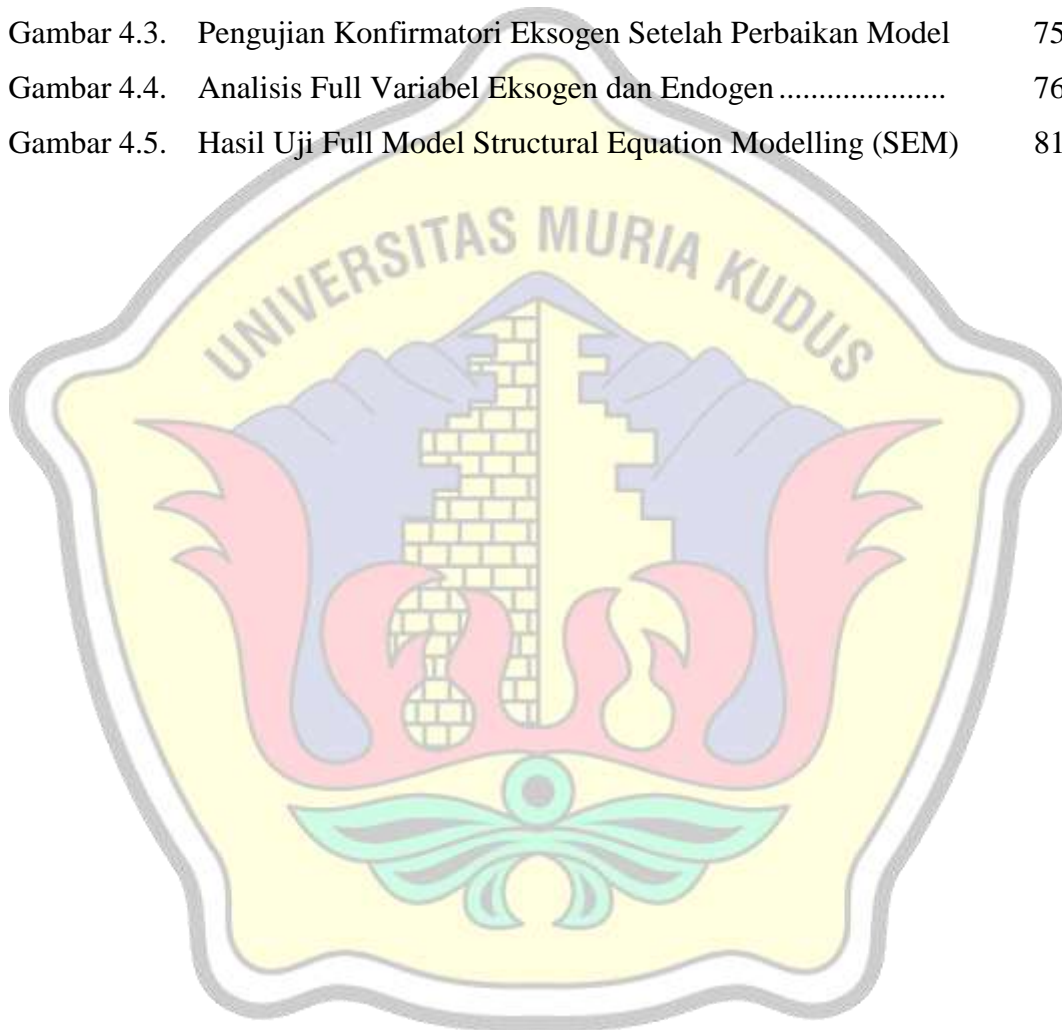 Gambar 4.3. Pengujian Konfirmatori Eksogen Setelah Perbaikan Model 75
Gambar 4.4. Analisis Full Variabel Eksogen dan Endogen ..................... 76
Gambar 4.5. Hasil Uji Full Model Structural Equation Modelling (SEM) 81
UNIVERSITAS MURIA KUDUS